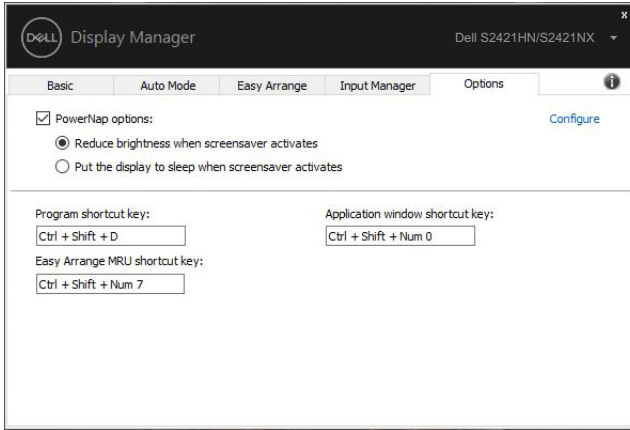 x
DELL Display Manager
Dell S2421HN/S2421NX
Basic Auto Mode Easy Arrange Input Manager Options
PowerNap options: Configure
Reduce brightness when screensaver activates
Put the display to sleep when screensaver activates
Program shortcut key: Application window shortcut key:
Ctrl + Shift + D Ctrl + Shift + Num 0
Easy Arrange MRU shortcut key:
Ctrl + Shift + Num 7